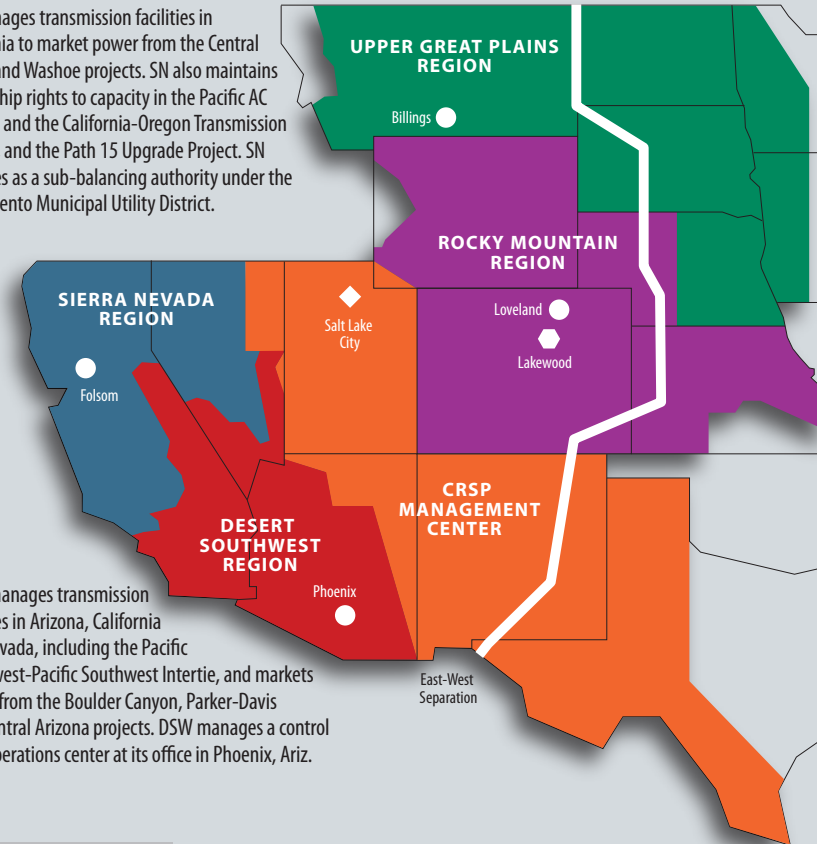 nages transmission facilities in
nia to market power from the Central
and Washoe projects. SN also maintains
hip rights to capacity in the Pacific AC
and the California-Oregon Transmission
and the Path 15 Upgrade Project. SN
es as a sub-balancing authority under the
ento Municipal Utility District.
UPPER GREAT PLAINS
REGION
Billings
ROCKY MOUNTAIN
REGION
SIERRA NEVADA
REGION
Salt Lake
City
Loveland
Lakewood
Folsom
CRSP
MANAGEMENT
CENTER
DESERT
SOUTHWEST
REGION
Phoenix
East-West
Separation
manages transmission
es in Arizona, California
vada, including the Pacific
west-Pacific Southwest Intertie, and markets
from the Boulder Canyon, Parker-Davis
ntral Arizona projects. DSW manages a control
perations center at its office in Phoenix, Ariz.